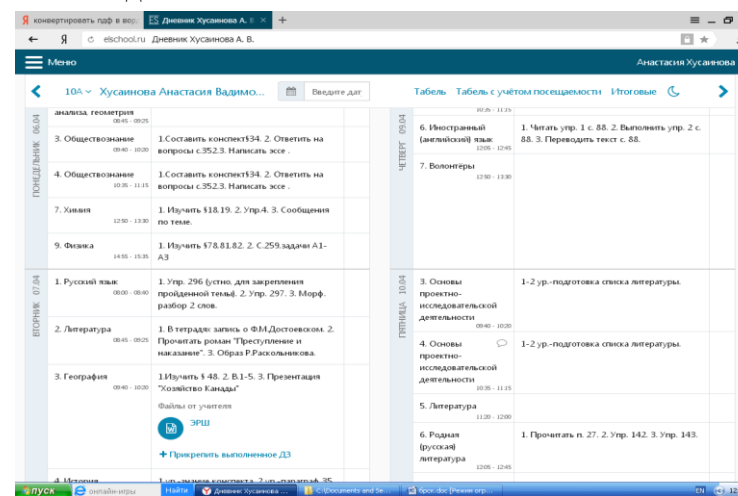 конвертировать пдф в вор
Дневник Хусаинова А. В
elschool.ru Дневник Хусаинова А. В.
Меню
Анастасия Хусаинова
10А Хусаинова Анастасия Вадимо...
Введите дат
Табель Табель с учётом посещаемости Итоговые
ПОНЕДЕЛЬНИК 06.04
анализа, геометрия
08:45 - 09:25
3. Обществознание
09:40 - 10:20
1.Составить конспект§34. 2. Ответить на
вопросы с.352.3. Написать эссе .
4. Обществознание
10:35 - 11:15
1.Составить конспект§34. 2. Ответить на
вопросы с.352.3. Написать эссе .
7. Химия
12:50 - 13:30
1. Изучить §18.19. 2. Упр.4. 3. Сообщения
по теме.
9. Физика
14:55 - 15:35
1. Изучить §78.81.82. 2. С.259.задачи А1-
А3
ВТОРНИК 07.04
1. Русский язык
08:00 - 08:40
1. Упр. 296 (устно, для закрепления
пройденной темы). 2. Упр. 297. 3. Морф.
разбор 2 слов.
2. Литература
08:45 - 09:25
1. В тетрадях запись о Ф.М.Достоевском. 2.
Прочитать роман "Преступление и
наказание". 3. Образ Р.Раскольникова.
3. География
09:40 - 10:20
1.Изучить § 48. 2. В.1-5. 3. Презентация
"Хозяйство Канады"
Файлы от учителя
ЭРШ
+ Прикрепить выполненное ДЗ
4. История
ЧЕТВЕРГ 09.04
10:35 - 11:15
6. Иностранный
(английский) язык
12:05 - 12:45
1. Читать упр. 1 с. 88. 2. Выполнить упр. 2 с.
88. 3. Переводить текст с. 88.
7. Волонтёры
12:50 - 13:30
ПЯТНИЦА 10.04
3. Основы
проектно-
исследовательской
деятельности
09:40 - 10:20
1-2 ур.-подготовка списка литературы.
4. Основы
проектно-
исследовательской
деятельности
10:35 - 11:15
1-2 ур.-подготовка списка литературы.
5. Литература
11:20 - 12:00
6. Родная
(русская)
литература
12:05 - 12:45
1. Прочитать п. 27. 2. Упр. 142. 3. Упр. 143.
пуск
онлайн-игры
Найти
Дневник Хусаинова ...
C:\Documents and Se...
EN
12